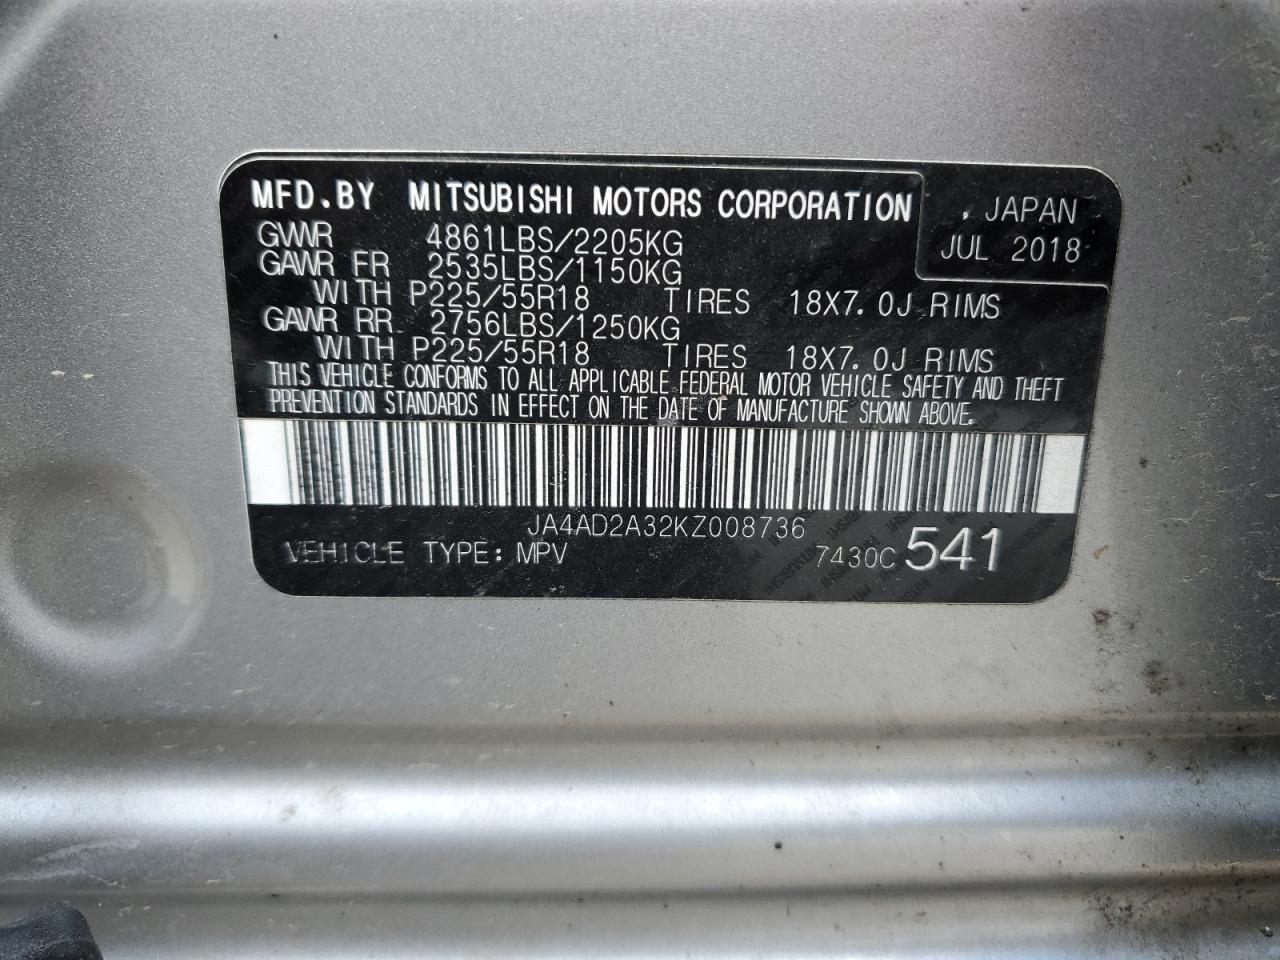 MFD.BY MITSUBISHI MOTORS CORPORATION
. JAPAN
JUL 2018
GVWR 4861LBS/2205KG
GAWR FR 2535LBS/1150KG
WITH P225/55R18 TIRES 18X7.0J RIMS
GAWR RR 2756LBS/1250KG
WITH P225/55R18 TIRES 18X7.0J RIMS
THIS VEHICLE CONFORMS TO ALL APPLICABLE FEDERAL MOTOR VEHICLE SAFETY AND THEFT
PREVENTION STANDARDS IN EFFECT ON THE DATE OF MANUFACTURE SHOWN ABOVE.
JA4AD2A32KZ008736
VEHICLE TYPE: MPV 7430C 541